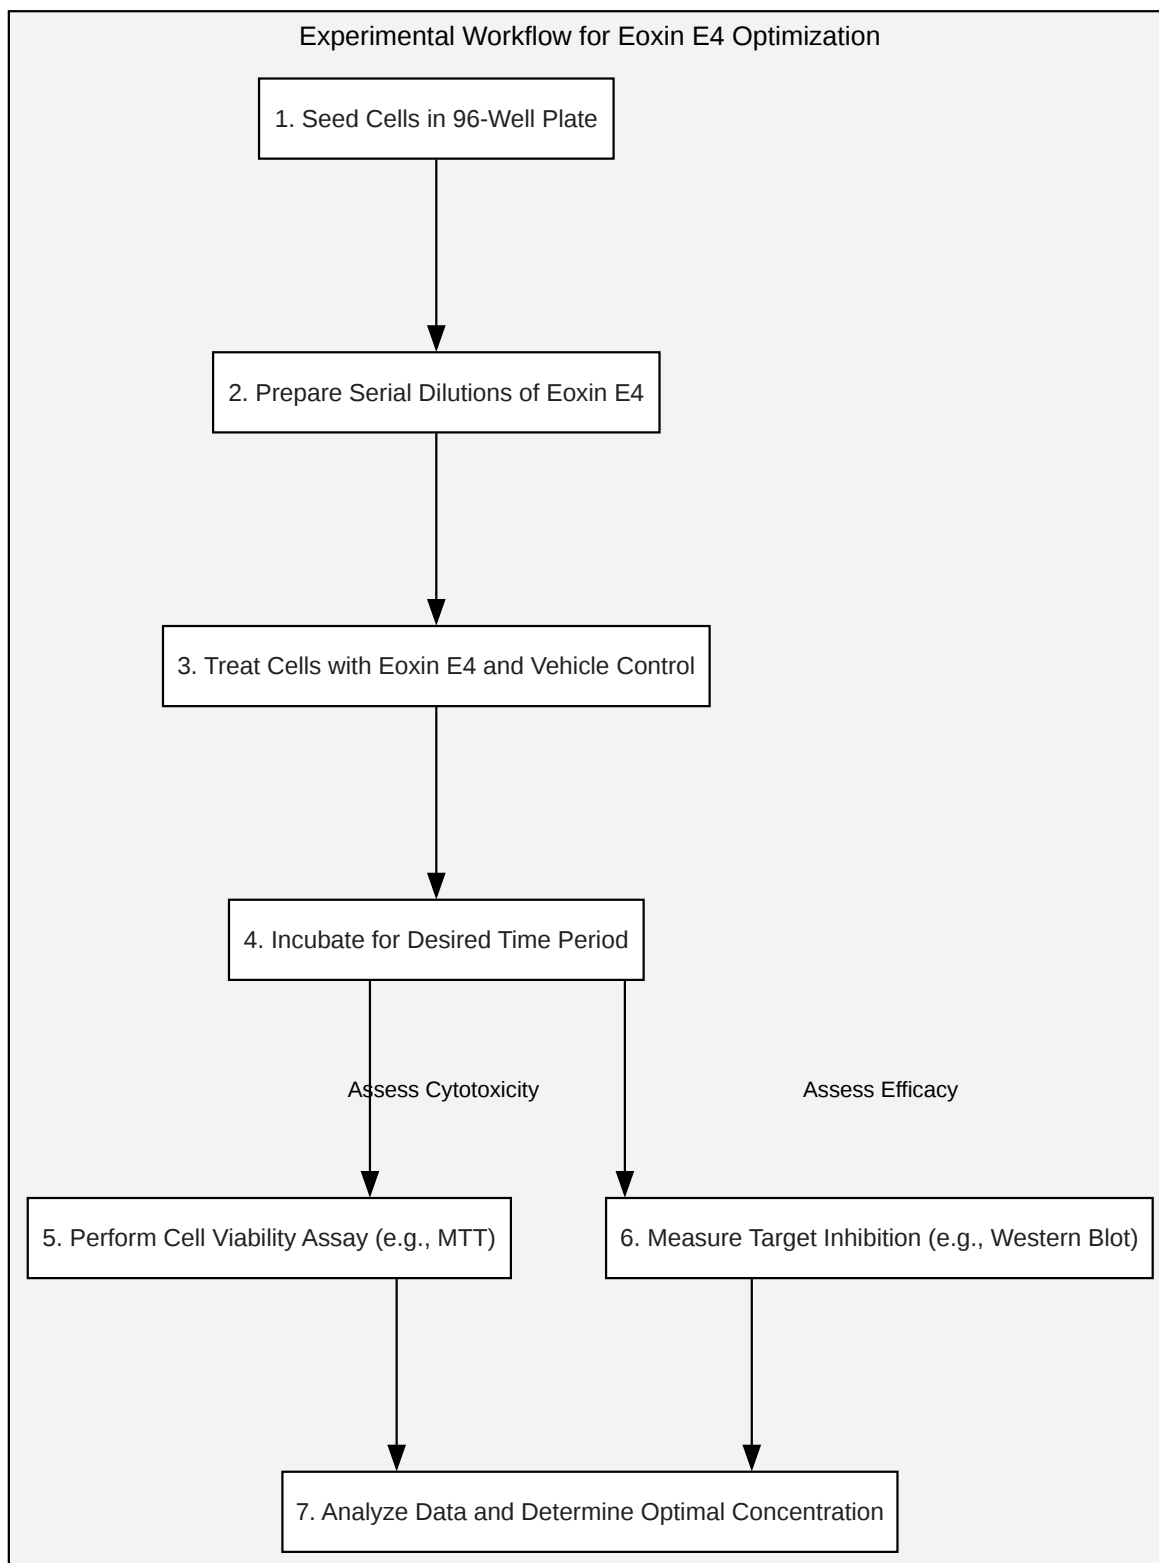 Experimental Workflow for Eoxin E4 Optimization
1. Seed Cells in 96-Well Plate
2. Prepare Serial Dilutions of Eoxin E4
3. Treat Cells with Eoxin E4 and Vehicle Control
4. Incubate for Desired Time Period
Assess Cytotoxicity
Assess Efficacy
5. Perform Cell Viability Assay (e.g., MTT)
6. Measure Target Inhibition (e.g., Western Blot)
7. Analyze Data and Determine Optimal Concentration